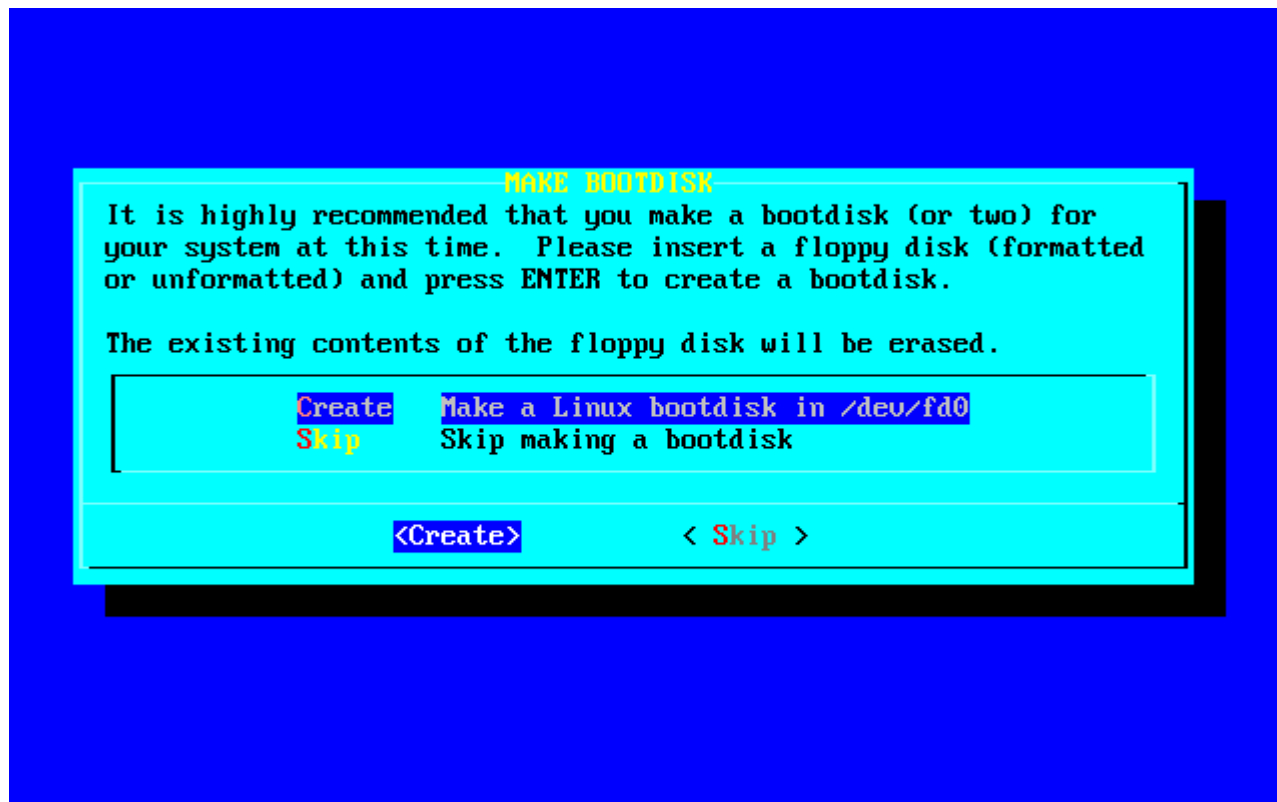 MAKE BOOTDISK
It is highly recommended that you make a bootdisk (or two) for
your system at this time.  Please insert a floppy disk (formatted
or unformatted) and press ENTER to create a bootdisk.
The existing contents of the floppy disk will be erased.
Create   Make a Linux bootdisk in /dev/fd0
Skip     Skip making a bootdisk
<Create>          < Skip >